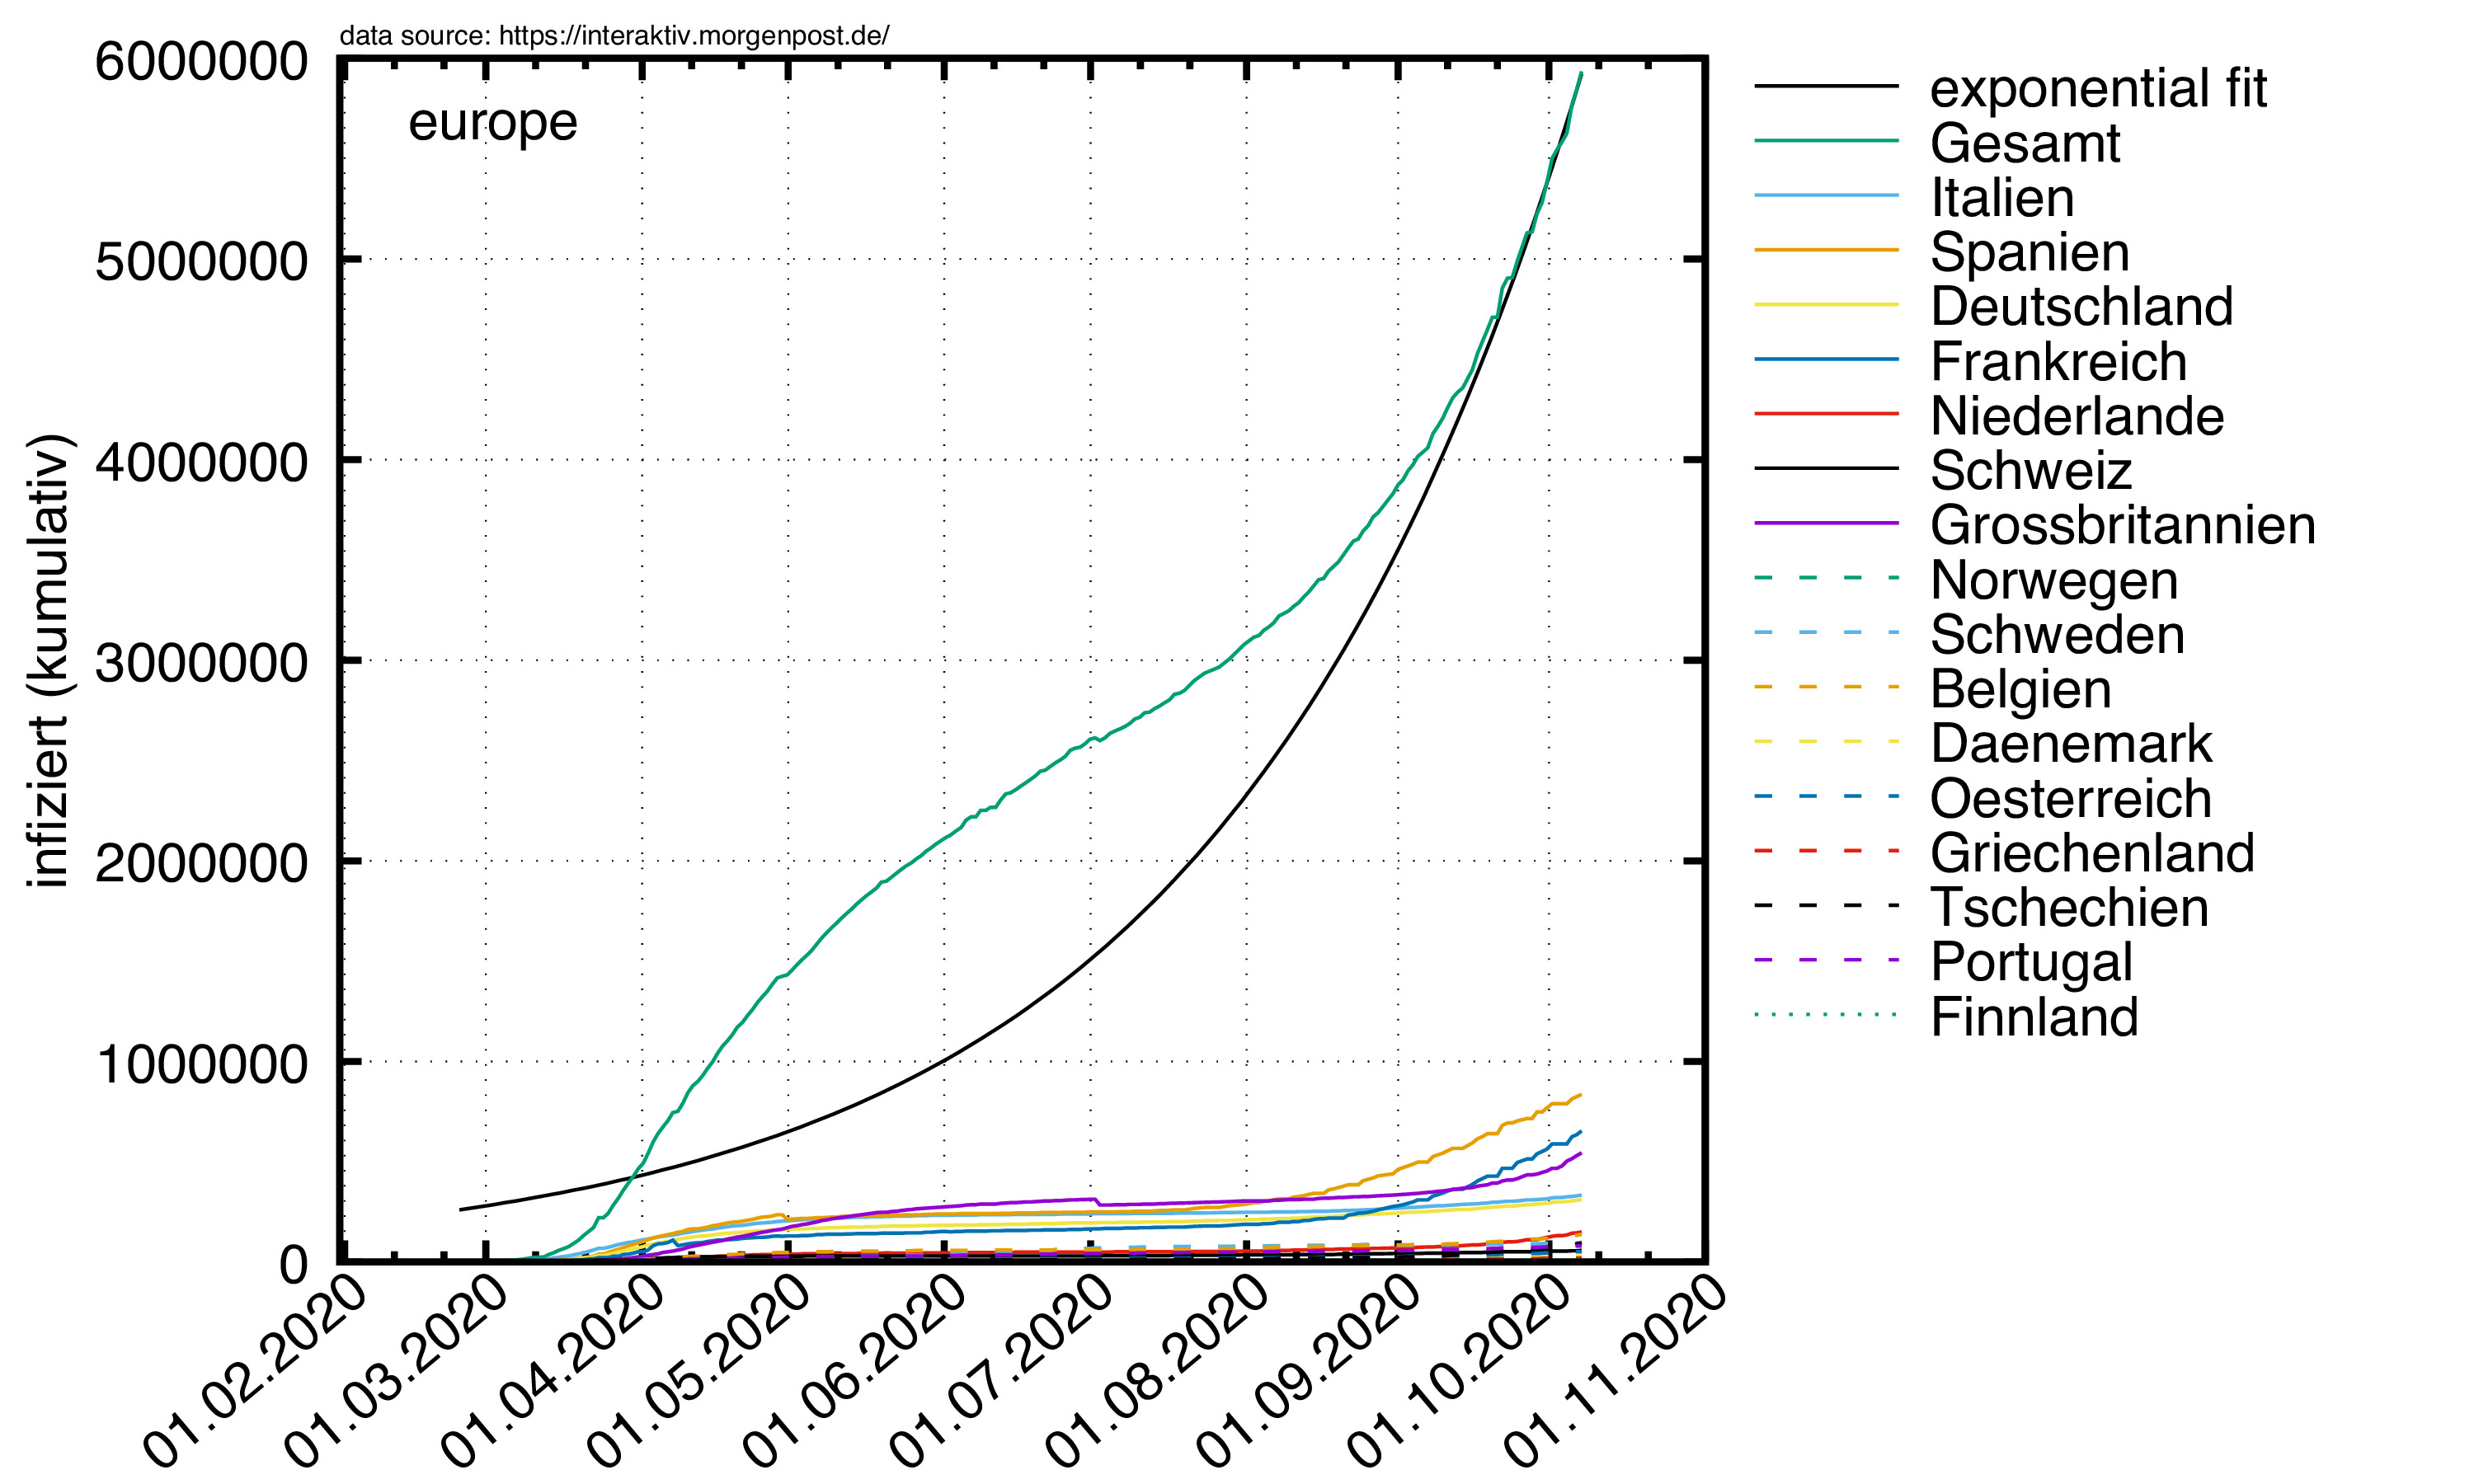 data source: https://interaktiv.morgenpost.de/
europe
infiziert (kumulativ)
6000000
5000000
4000000
3000000
2000000
1000000
0
01.02.2020
01.03.2020
01.04.2020
01.05.2020
01.06.2020
01.07.2020
01.08.2020
01.09.2020
01.10.2020
01.11.2020
exponential fit
Gesamt
Italien
Spanien
Deutschland
Frankreich
Niederlande
Schweiz
Grossbritannien
Norwegen
Schweden
Belgien
Daenemark
Oesterreich
Griechenland
Tschechien
Portugal
Finnland